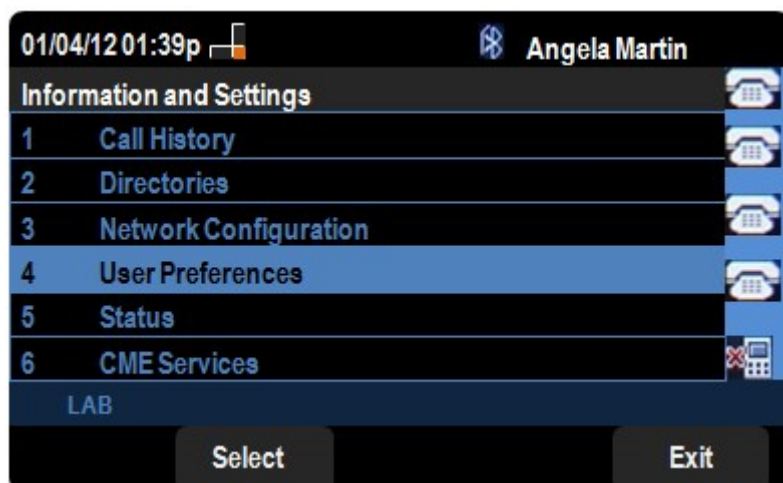 01/04/12 01:39p Angela Martin
Information and Settings
1 Call History
2 Directories
3 Network Configuration
4 User Preferences
5 Status
6 CME Services
LAB
Select Exit